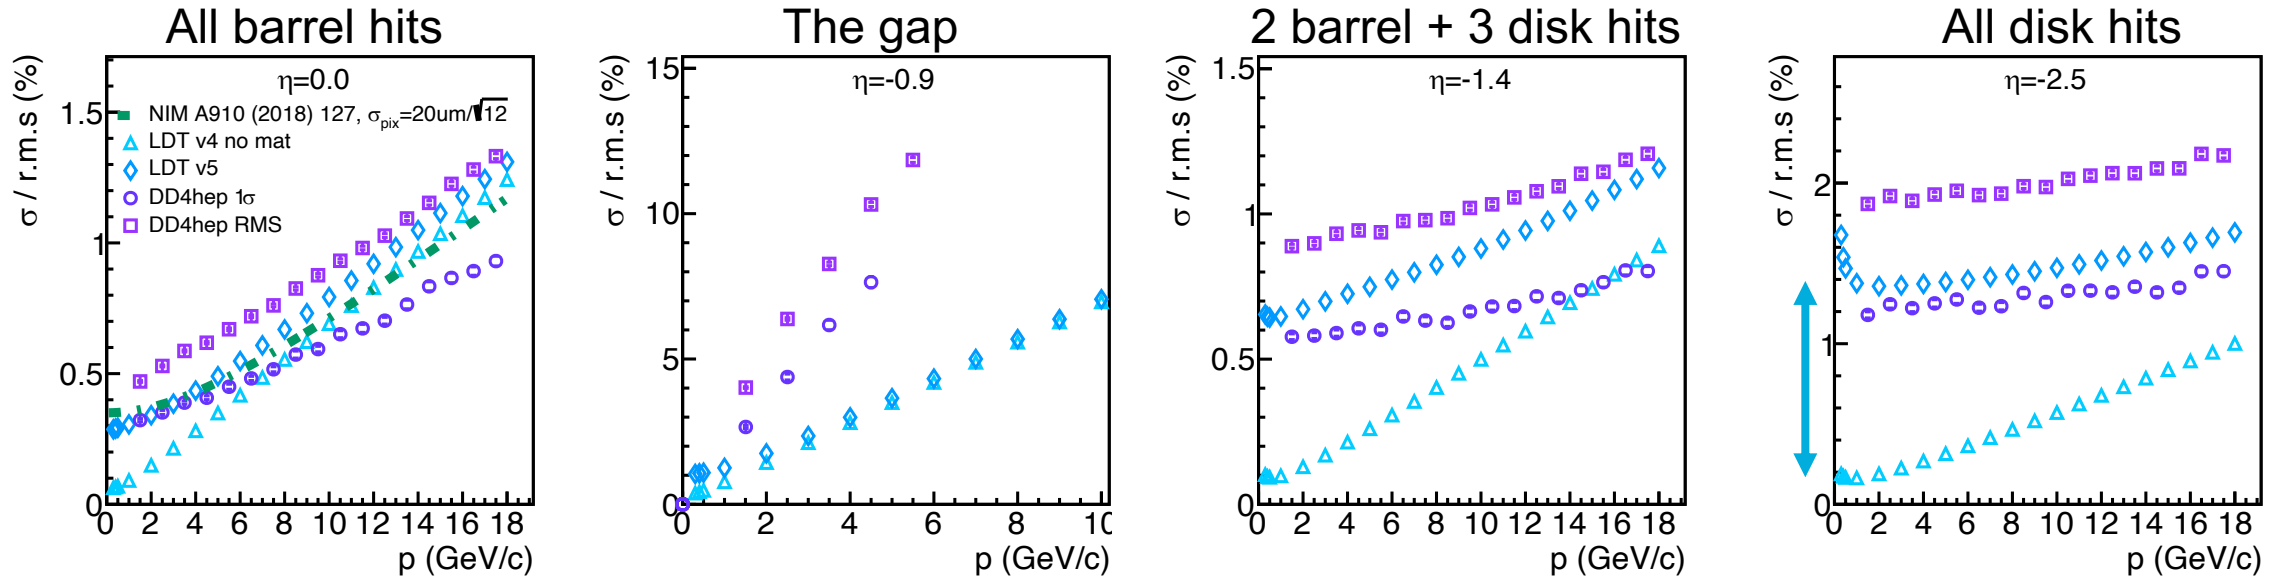 All barrel hits
σ / r.m.s (%)
η=0.0
NIM A910 (2018) 127, σpix=20um/√12
LDT v4 no mat
LDT v5
DD4hep 1σ
DD4hep RMS
1.5
1
0.5
0
0 2 4 6 8 10 12 14 16 18
p (GeV/c)
The gap
σ / r.m.s (%)
η=-0.9
15
10
5
0
0 2 4 6 8 10
p (GeV/c)
2 barrel + 3 disk hits
σ / r.m.s (%)
η=-1.4
1.5
1
0.5
0
0 2 4 6 8 10 12 14 16 18
p (GeV/c)
All disk hits
σ / r.m.s (%)
η=-2.5
2
1
0
0 2 4 6 8 10 12 14 16 18
p (GeV/c)